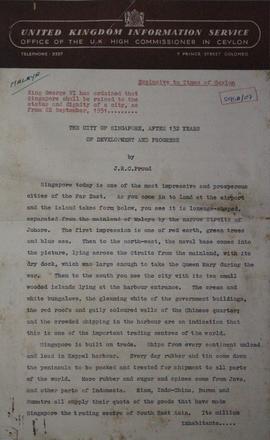 UNITED KINGDOM INFORMATION SERVICE
OFFICE OF THE U.K HIGH COMMISSIONER IN CEYLON
TELEPHONE: 3537
7 PRINCE STREET COLOMBO
MALAYA
Exclusive to Times of Ceylon
King George VI has ordained that
Singapore shall be raised to the
status and dignity of a city, as
from 22 September, 1951.........
THE CITY OF SINGAPORE, AFTER 132 YEARS
OF DEVELOPMENT AND PROGRESS
by
J.R.C.Proud
Singapore today is one of the most impressive and prosperous
cities of the Far East. As you come in to land at the airport
and the island takes form below, you see it is lozenge-shaped,
separated from the mainland of Malaya by the narrow Straits of
Johore. The first impression is one of red earth, green trees
and blue sea. Then to the north-east, the naval base comes into
the picture, lying across the straits from the mainland, with its
dry dock, which was large enough to take the Queen Mary during the
war. Then to the south you see the city with its ten small
wooded islands lying at the harbour entrance. The cream and
white bungalows, the gleaming white of the government buildings,
the red roofs and gaily coloured walls of the Chinese quarter;
and the crowded shipping in the harbour are an indication that
this is one of the important trading centres of the world.
Singapore is built on trade. Ships from every continent unload
and load in Keppel harbour. Every day rubber and tin come down
the peninsula to be packed and treated for shipment to all parts
of the world. More rubber and sugar and spices come from Java,
and other parts of Indonesia. Siam, Indo-China, Burma and
Sumatra all supply their quota of the goods that have made
Singapore the trading centre of South East Asia. Its million
inhabitants.....